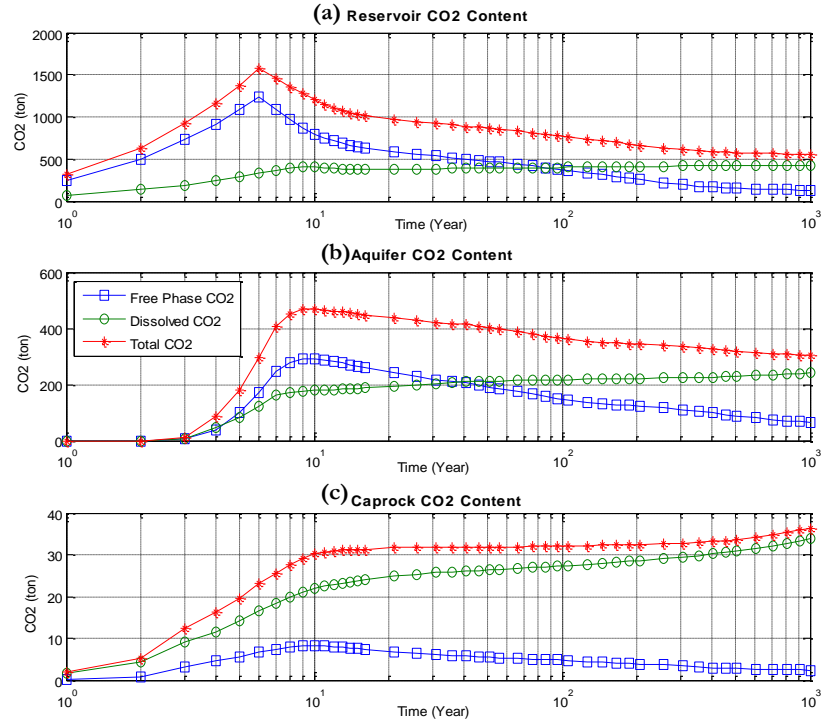 (a) Reservoir CO2 Content
2000
1500
1000
500
0
CO2 (ton)
10^0 10^1 10^2 10^3
Time (Year)
(b) Aquifer CO2 Content
600
400
200
0
CO2 (ton)
Free Phase CO2
Dissolved CO2
Total CO2
10^0 10^1 10^2 10^3
Time (Year)
(c) Caprock CO2 Content
40
30
20
10
0
CO2 (ton)
10^0 10^1 10^2 10^3
Time (Year)